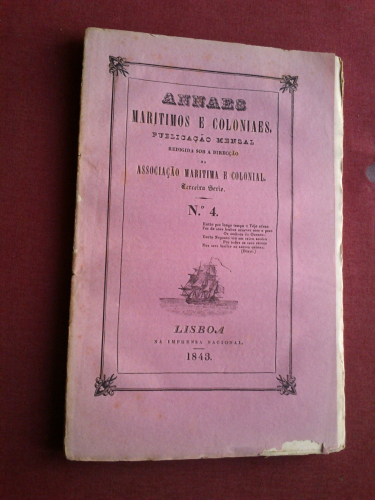 ANNAES
MARITIMOS E COLONIAES,
PUBLICAÇÃO MENSAL
REDIGIDA SOB A DIRECÇÃO
DA
ASSOCIAÇÃO MARITIMA E COLONIAL.
Terceira Serie.
N.º 4.
LISBOA
NA IMPRENSA NACIONAL.
1843.